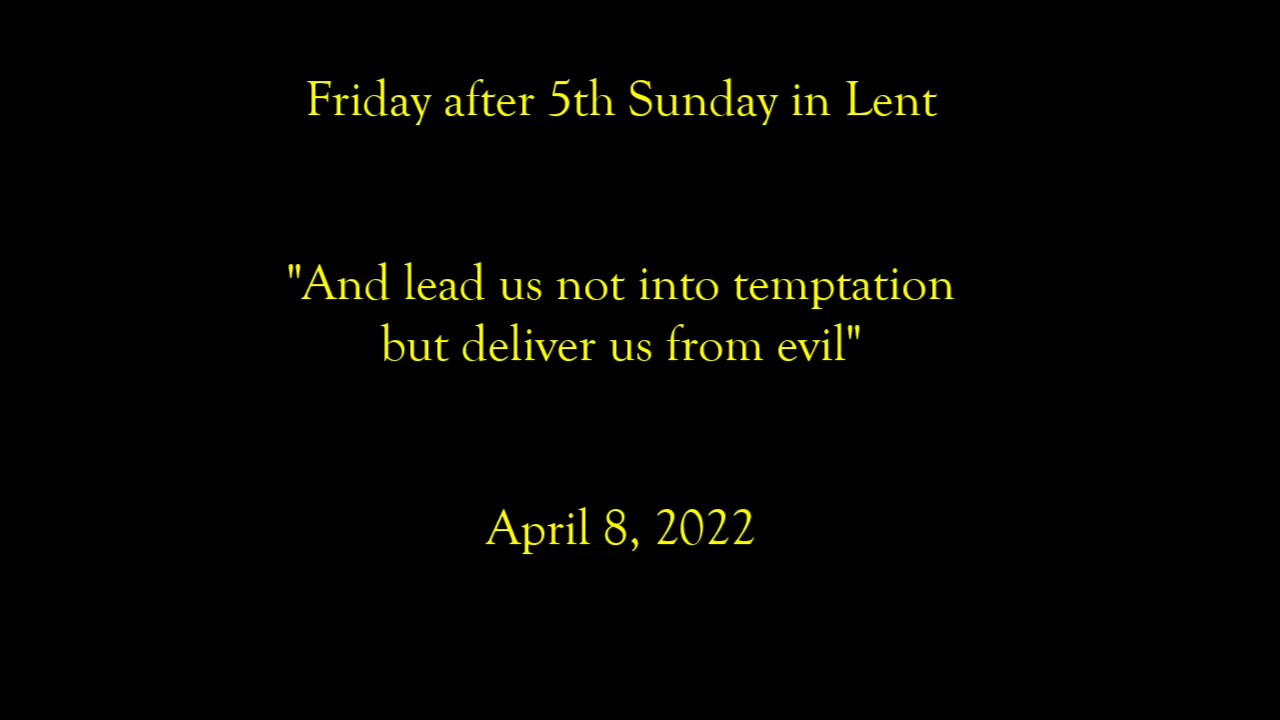 Friday after 5th Sunday in Lent
"And lead us not into temptation
but deliver us from evil"
April 8, 2022